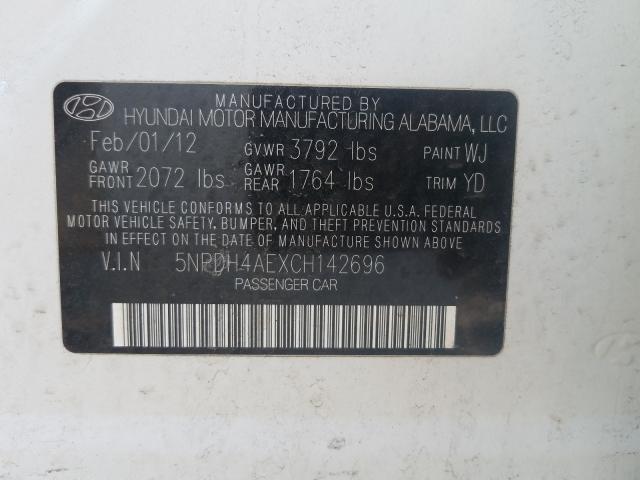 MANUFACTURED BY
HYUNDAI MOTOR MANUFACTURING ALABAMA, LLC
Feb/01/12 GVWR 3792 lbs PAINT WJ
GAWR FRONT 2072 lbs GAWR REAR 1764 lbs TRIM YD
THIS VEHICLE CONFORMS TO ALL APPLICABLE U.S.A. FEDERAL
MOTOR VEHICLE SAFETY, BUMPER, AND THEFT PREVENTION STANDARDS
IN EFFECT ON THE DATE OF MANUFACTURE SHOWN ABOVE.
V.I.N 5NPDH4AEXCH142696
PASSENGER CAR